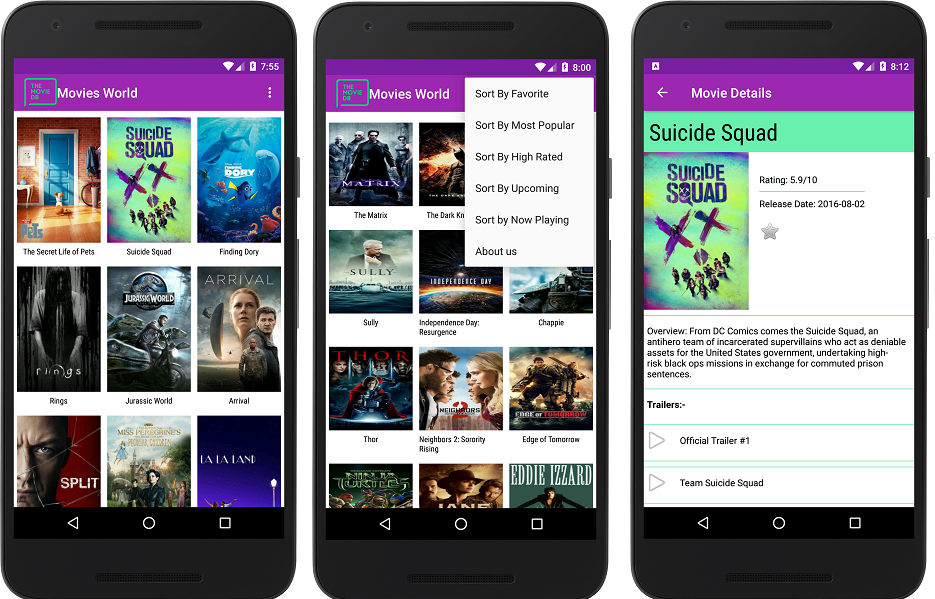 7:55
THE
MOVIE
DB
Movies World
PETS
SUICIDE
SQUAD
FINDING
DORY
The Secret Life of Pets
Suicide Squad
Finding Dory
rings
JURASSIC WORLD
ARRIVAL
Rings
Jurassic World
Arrival
SPLIT
MISS PEREGRINE'S
PECULIAR CHILDREN
LA LA LAND
8:00
THE
MOVIE
DB
Movies World
Sort By Favorite
Sort By Most Popular
Sort By High Rated
Sort By Upcoming
Sort by Now Playing
About us
MATRIX
The Matrix
The Dark Kn
SULLY
INDEPENDENCE DAY
Sully
Independence Day:
Resurgence
Chappie
THOR
NEIGHBORS
2
EDGE OF TOMORROW
Thor
Neighbors 2: Sorority
Rising
Edge of Tomorrow
NINJA
TURTLES
JANE
EDDIE IZZARD
8:12
Movie Details
Suicide Squad
SUICIDE
SQUAD
Rating: 5.9/10
Release Date: 2016-08-02
Overview: From DC Comics comes the Suicide Squad, an
antihero team of incarcerated supervillains who act as deniable
assets for the United States government, undertaking high-
risk black ops missions in exchange for commuted prison
sentences.
Trailers:-
Official Trailer #1
Team Suicide Squad